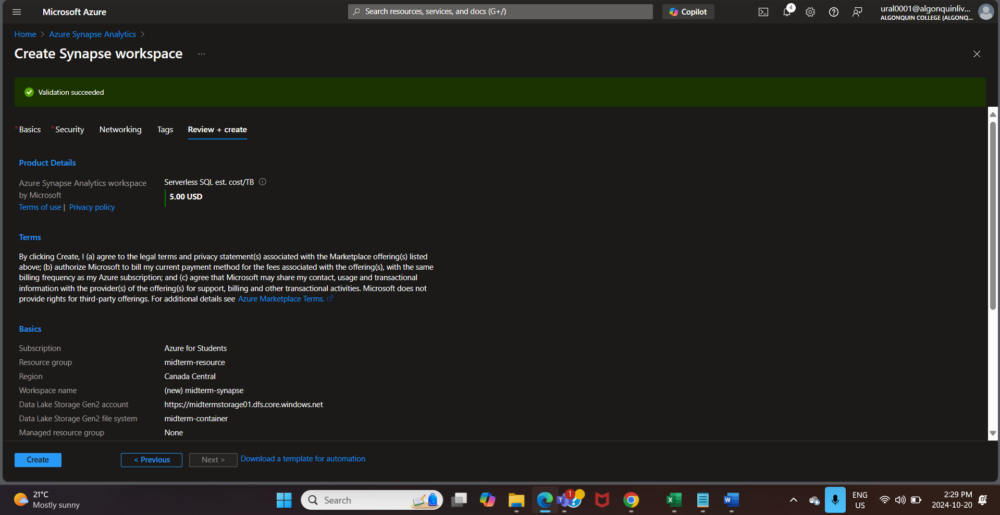 Microsoft Azure
Search resources, services, and docs (G+/)
Copilot
4
ural0001@algonquinliv...
ALGONQUIN COLLEGE (ALGONQ...
Home > Azure Synapse Analytics >
Create Synapse workspace ...
Validation succeeded
* Basics * Security Networking Tags Review + create
Product Details
Azure Synapse Analytics workspace
by Microsoft
Terms of use | Privacy policy
Serverless SQL est. cost/TB
5.00 USD
Terms
By clicking Create, I (a) agree to the legal terms and privacy statement(s) associated with the Marketplace offering(s) listed
above; (b) authorize Microsoft to bill my current payment method for the fees associated with the offering(s), with the same
billing frequency as my Azure subscription; and (c) agree that Microsoft may share my contact, usage and transactional
information with the provider(s) of the offering(s) for support, billing and other transactional activities. Microsoft does not
provide rights for third-party offerings. For additional details see Azure Marketplace Terms.
Basics
Subscription Azure for Students
Resource group midterm-resource
Region Canada Central
Workspace name (new) midterm-synapse
Data Lake Storage Gen2 account https://midtermstorage01.dfs.core.windows.net
Data Lake Storage Gen2 file system midterm-container
Managed resource group None
Create < Previous Next > Download a template for automation
21°C
Mostly sunny
Search
1
ENG
US
2:29 PM
2024-10-20